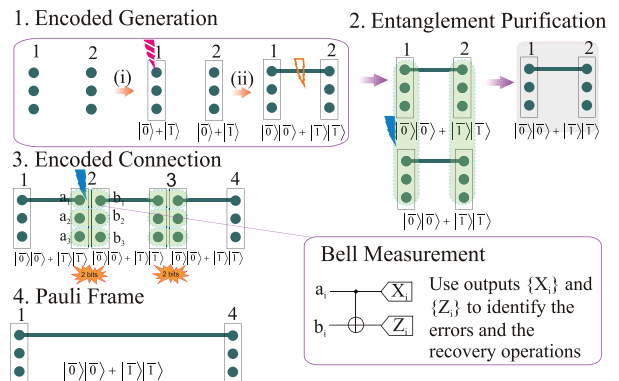 1. Encoded Generation
1 2 (i) 1 2 (ii) 1 2
|0̅⟩+|1̅⟩ |0̅⟩+|1̅⟩ |0̅⟩|0̅⟩ + |1̅⟩|1̅⟩
2. Entanglement Purification
1 2 1 2
|0̅⟩|0̅⟩ + |1̅⟩|1̅⟩ |0̅⟩|0̅⟩ + |1̅⟩|1̅⟩
|0̅⟩|0̅⟩ + |1̅⟩|1̅⟩
3. Encoded Connection
1 2 3 4
a₁ b₁
a₂ b₂
a₃ b₃
|0̅⟩|0̅⟩ + |1̅⟩|1̅⟩ |0̅⟩|0̅⟩ + |1̅⟩|1̅⟩ |0̅⟩|0̅⟩ + |1̅⟩|1̅⟩
2 bits 2 bits
Bell Measurement
aᵢ Xᵢ
bᵢ Zᵢ
Use outputs {Xᵢ} and
{Zᵢ} to identify the
errors and the
recovery operations
4. Pauli Frame
1 4
|0̅⟩|0̅⟩ + |1̅⟩|1̅⟩